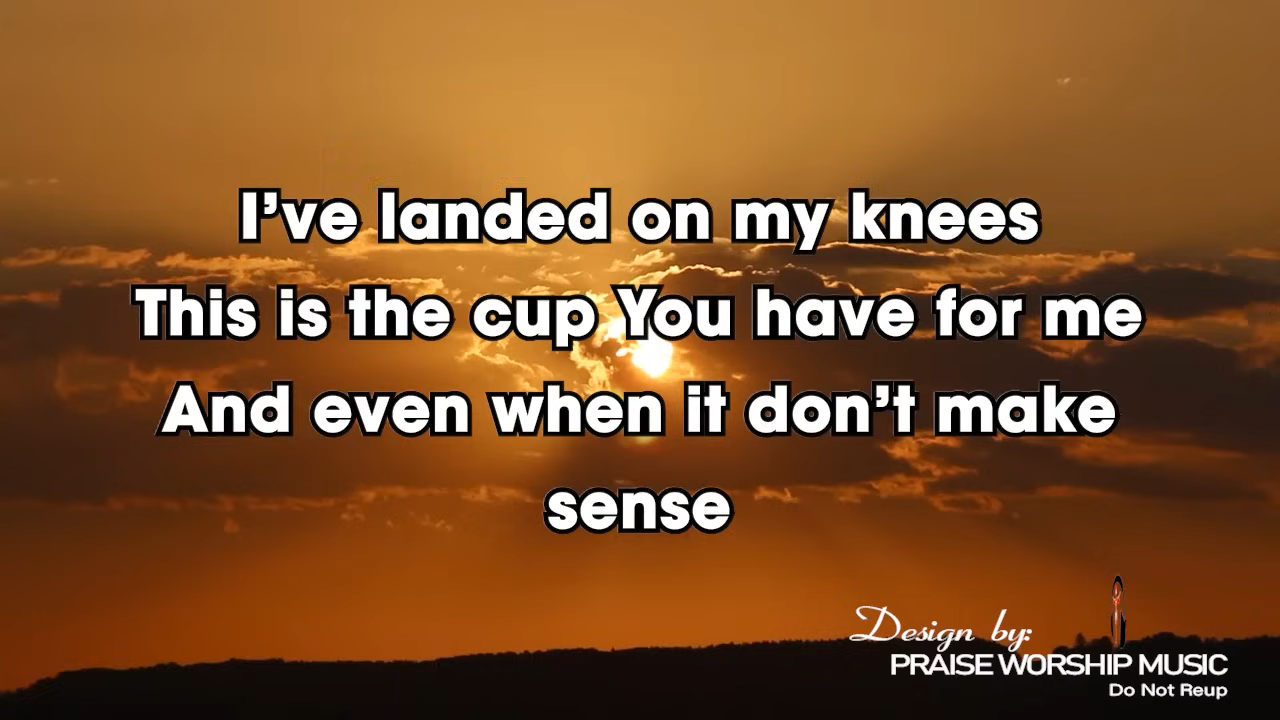 I’ve landed on my knees
This is the cup You have for me
And even when it don’t make
sense
Design by:
PRAISE WORSHIP MUSIC
Do Not Reup